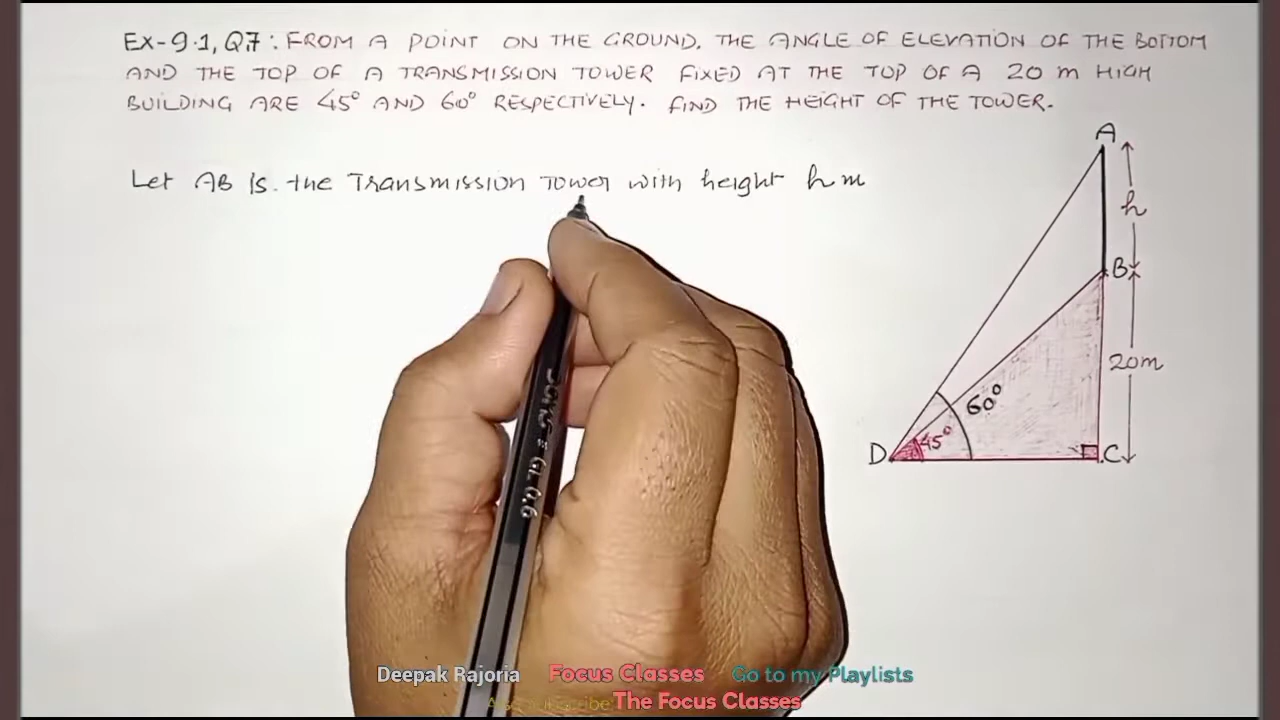 EX-9.1, Q.7: FROM A POINT ON THE GROUND. THE ANGLE OF ELEVATION OF THE BOTTOM
AND THE TOP OF A TRANSMISSION TOWER FIXED AT THE TOP OF A 20 m HIGH
BUILDING ARE 45° AND 60° RESPECTIVELY. FIND THE HEIGHT OF THE TOWER.
Let AB is the Transmission Tower with height h m
A
h
B
20m
60°
45°
D
C
Deepak Rajoria Focus Classes Go to my Playlists
The Focus Classes